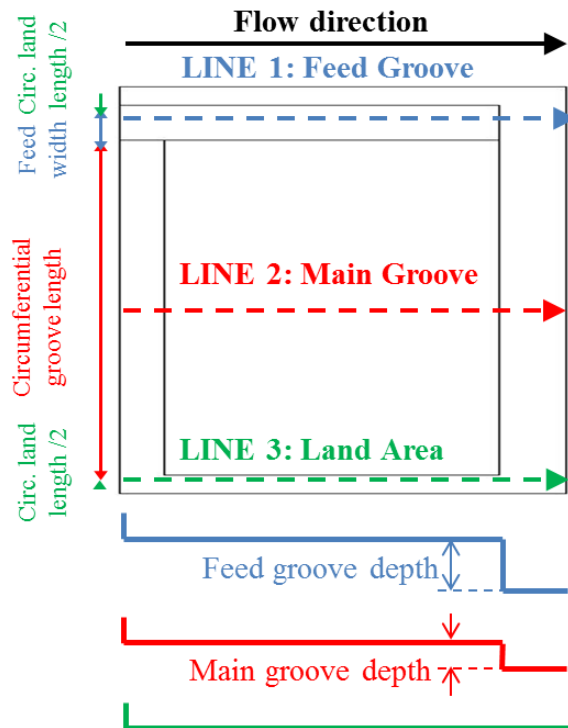 Flow direction
LINE 1: Feed Groove
Circ. land
length /2
Feed
width
LINE 2: Main Groove
Circumferential
groove length
LINE 3: Land Area
Circ. land
length /2
Feed groove depth
Main groove depth